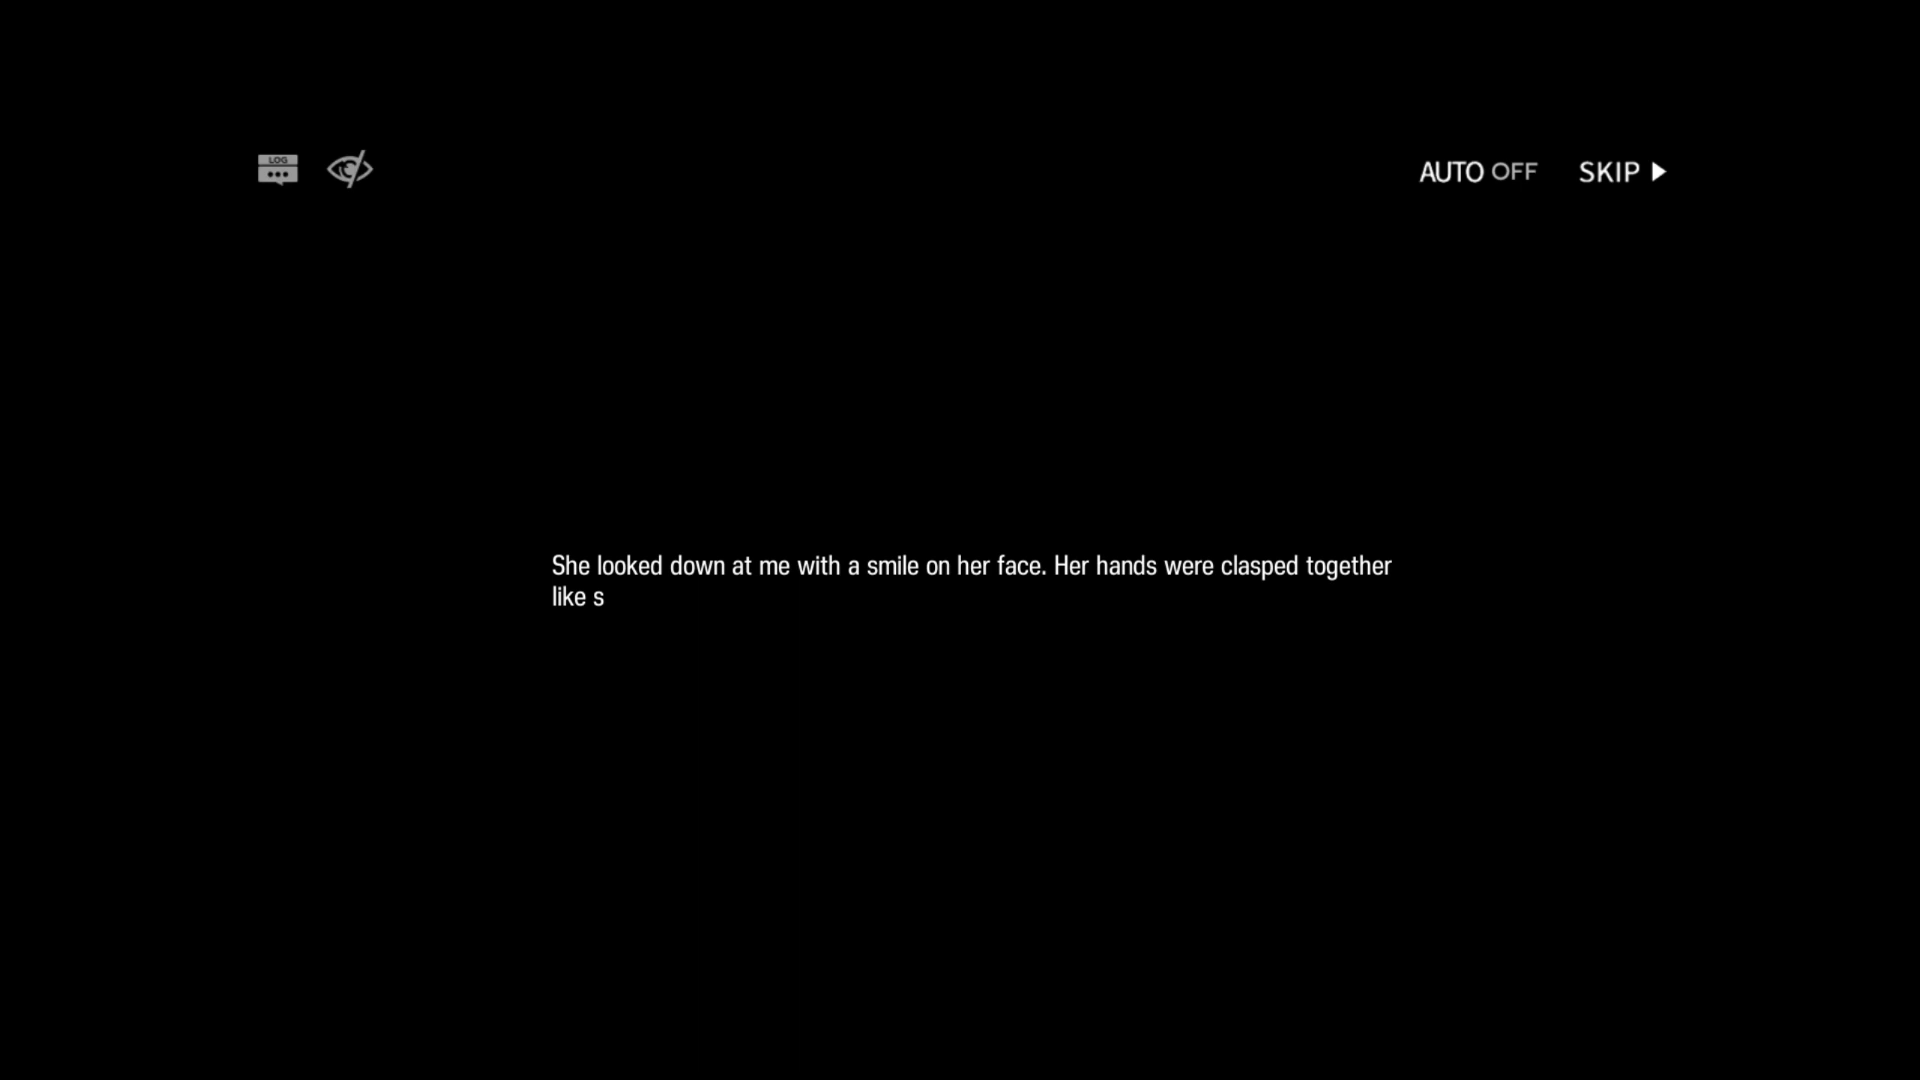 LOG
AUTO OFF SKIP
She looked down at me with a smile on her face. Her hands were clasped together
like s